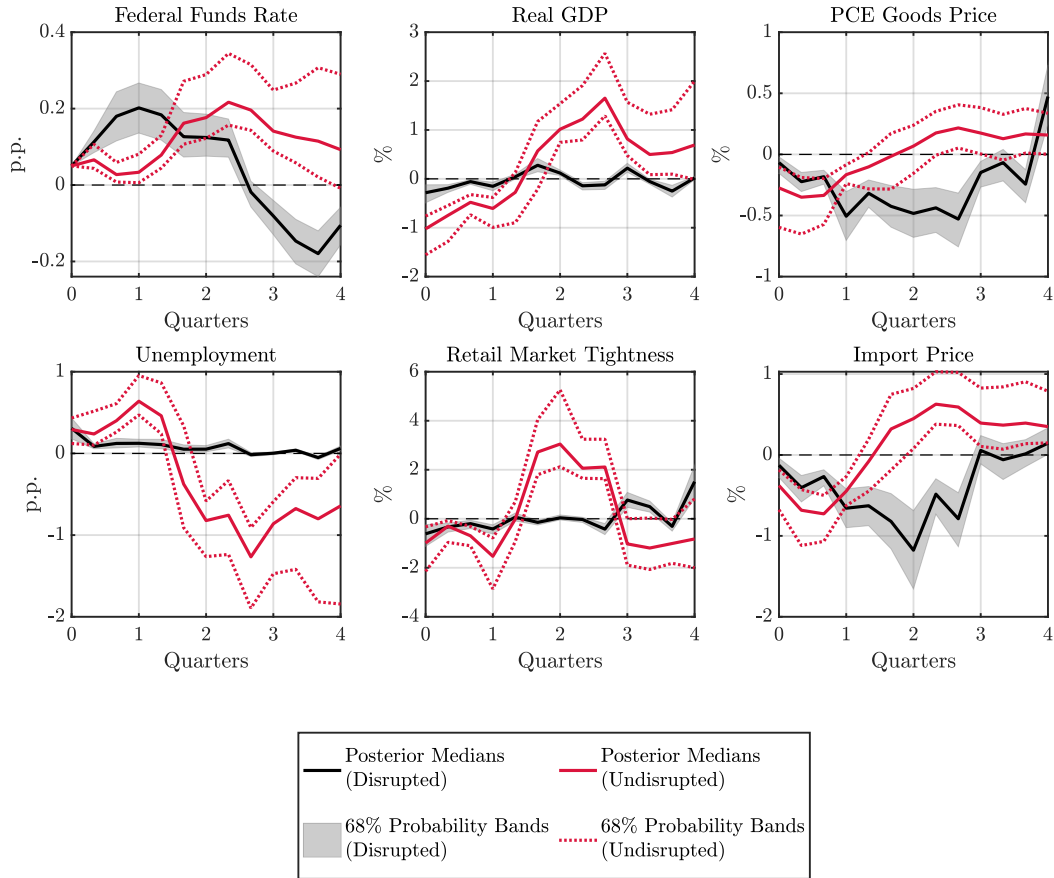 Federal Funds Rate
p.p.
0.4
0.2
0
-0.2
0 1 2 3 4
Quarters
Real GDP
%
3
2
1
0
-1
-2
0 1 2 3 4
Quarters
PCE Goods Price
%
1
0.5
0
-0.5
-1
0 1 2 3 4
Quarters
Unemployment
p.p.
1
0
-1
-2
0 1 2 3 4
Quarters
Retail Market Tightness
%
6
4
2
0
-2
-4
0 1 2 3 4
Quarters
Import Price
%
1
0
-1
-2
0 1 2 3 4
Quarters
Posterior Medians
(Disrupted)
Posterior Medians
(Undisrupted)
68% Probability Bands
(Disrupted)
68% Probability Bands
(Undisrupted)